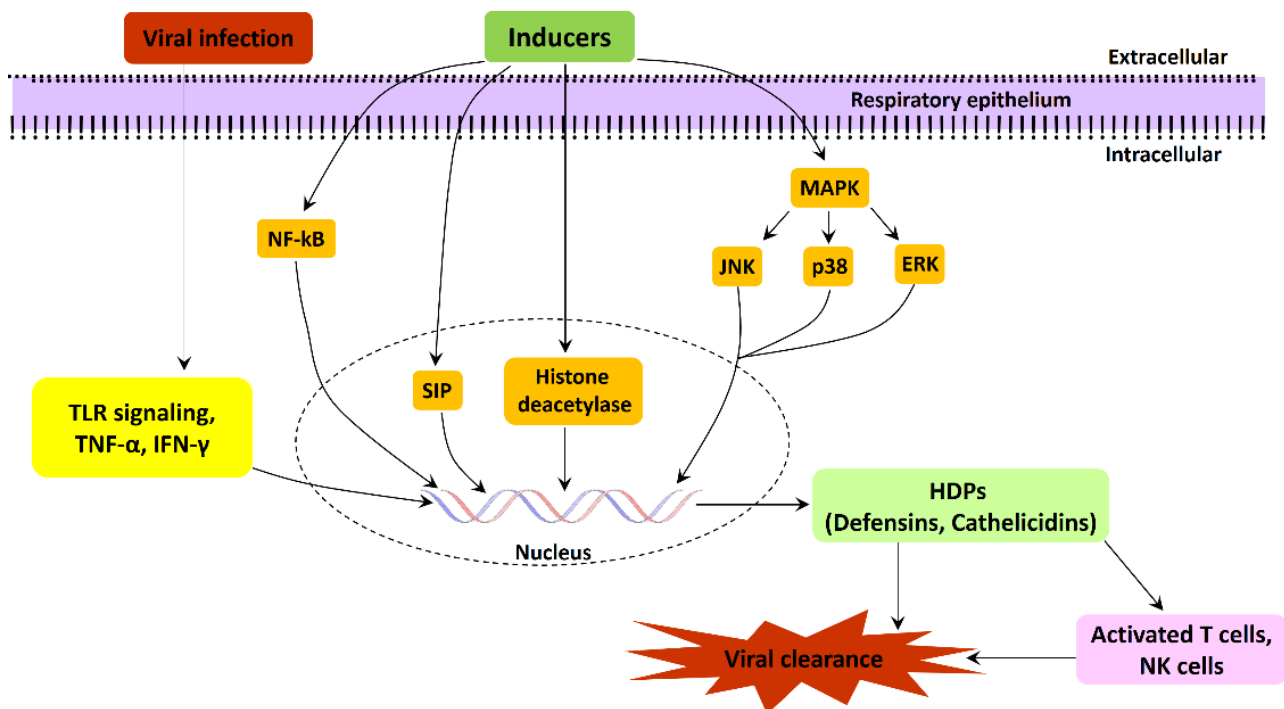 Viral infection
Inducers
Extracellular
Respiratory epithelium
Intracellular
MAPK
NF-kB
JNK
p38
ERK
SIP
Histone
deacetylase
TLR signaling,
TNF-α, IFN-γ
Nucleus
HDPs
(Defensins, Cathelicidins)
Viral clearance
Activated T cells,
NK cells